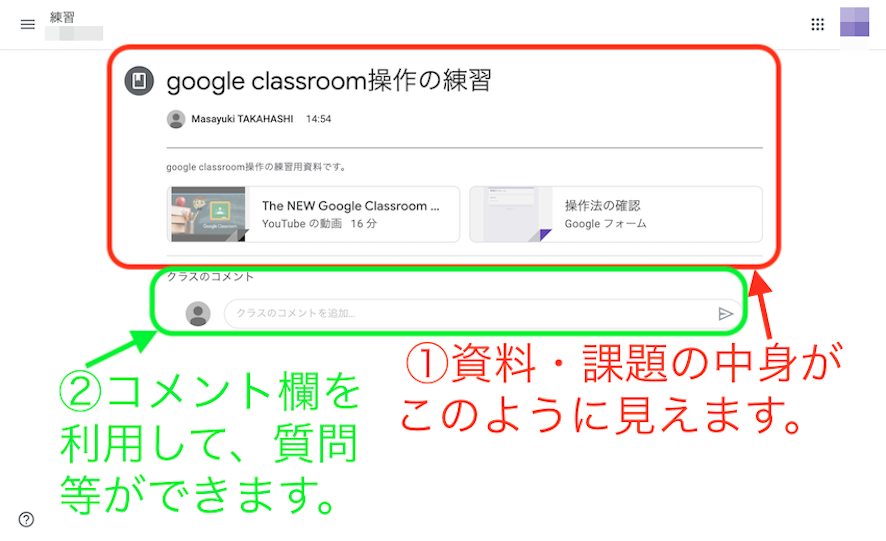 練習
google classroom操作の練習
Masayuki TAKAHASHI 14:54
google classroom操作の練習用資料です。
The NEW Google Classroom ...
YouTube の動画 16 分
操作法の確認
Google フォーム
Google Classroom
クラスのコメント
クラスのコメントを追加...
①資料・課題の中身が
このように見えます。
②コメント欄を
利用して、質問
等ができます。